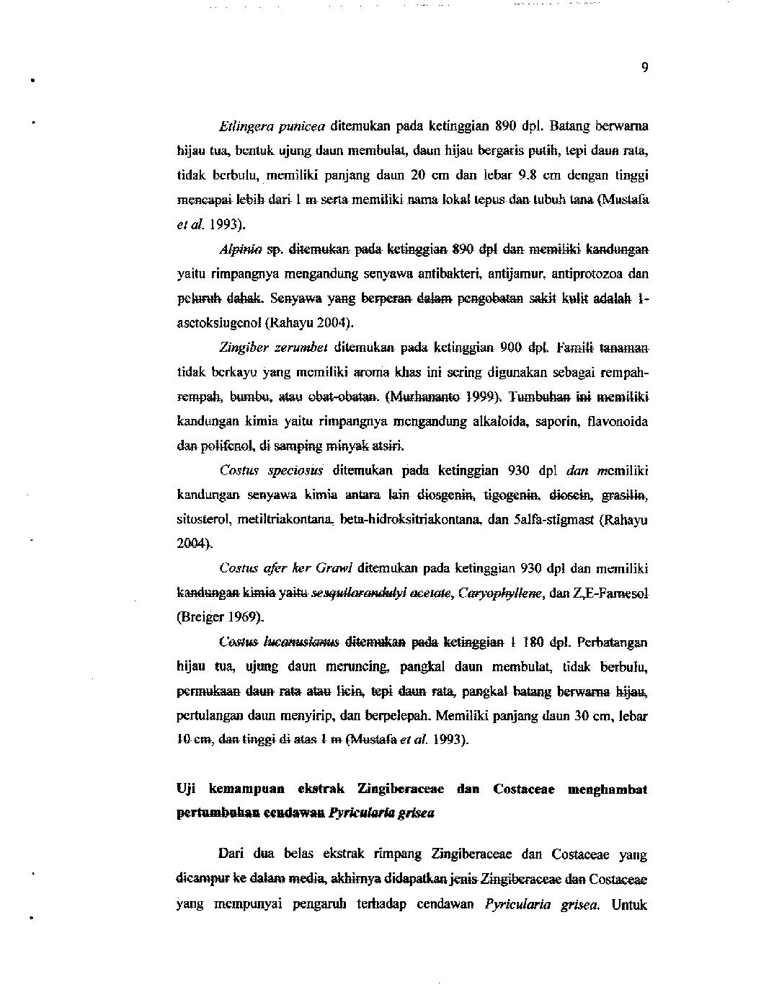 9
Etlingera punicea ditemukan pada ketinggian 890 dpl. Batang berwarna
hijau tua, bentuk ujung daun membulat, daun hijau bergaris putih, tepi daun rata,
tidak berbulu, memiliki panjang daun 20 cm dan lebar 9.8 cm dengan tinggi
mencapai lebih dari 1 m serta memiliki nama lokal tepus dan tubuh tana (Mustafa
et al. 1993).
Alpinia sp. ditemukan pada ketinggian 890 dpl dan memiliki kandungan
yaitu rimpangnya mengandung senyawa antibakteri, antijamur, antiprotozoa dan
peluruh dahak. Senyawa yang berperan dalam pengobatan sakit kulit adalah 1-
asetoksiugenol (Rahayu 2004).
Zingiber zerumbet ditemukan pada ketinggian 900 dpl. Famili tanaman
tidak berkayu yang memiliki aroma khas ini sering digunakan sebagai rempah-
rempah, bumbu, atau obat-obatan. (Murhananto 1999). Tumbuhan ini memiliki
kandungan kimia yaitu rimpangnya mengandung alkaloida, saporin, flavonoida
dan polifenol, di samping minyak atsiri.
Costus speciosus ditemukan pada ketinggian 930 dpl dan memiliki
kandungan senyawa kimia antara lain diosgenin, tigogenin, dioscin, grasilin,
sitosterol, metiltriakontana, beta-hidroksitriakontana, dan 5alfa-stigmast (Rahayu
2004).
Costus afer ker Grawl ditemukan pada ketinggian 930 dpl dan memiliki
kandungan kimia yaitu sesqullarandulyl acetate, Caryophyllene, dan Z,E-Farnesol
(Breiger 1969).
Costus lucanusianus ditemukan pada ketinggian 1 180 dpl. Perbatangan
hijau tua, ujung daun meruncing, pangkal daun membulat, tidak berbulu,
permukaan daun rata atau licin, tepi daun rata, pangkal batang berwarna hijau,
pertulangan daun menyirip, dan berpelepah. Memiliki panjang daun 30 cm, lebar
10 cm, dan tinggi di atas 1 m (Mustafa et al. 1993).
Uji kemampuan ekstrak Zingiberaceae dan Costaceae menghambat
pertumbuhan cendawan Pyricularia grisea
Dari dua belas ekstrak rimpang Zingiberaceae dan Costaceae yang
dicampur ke dalam media, akhirnya didapatkan jenis Zingiberaceae dan Costaceae
yang mempunyai pengaruh terhadap cendawan Pyricularia grisea. Untuk